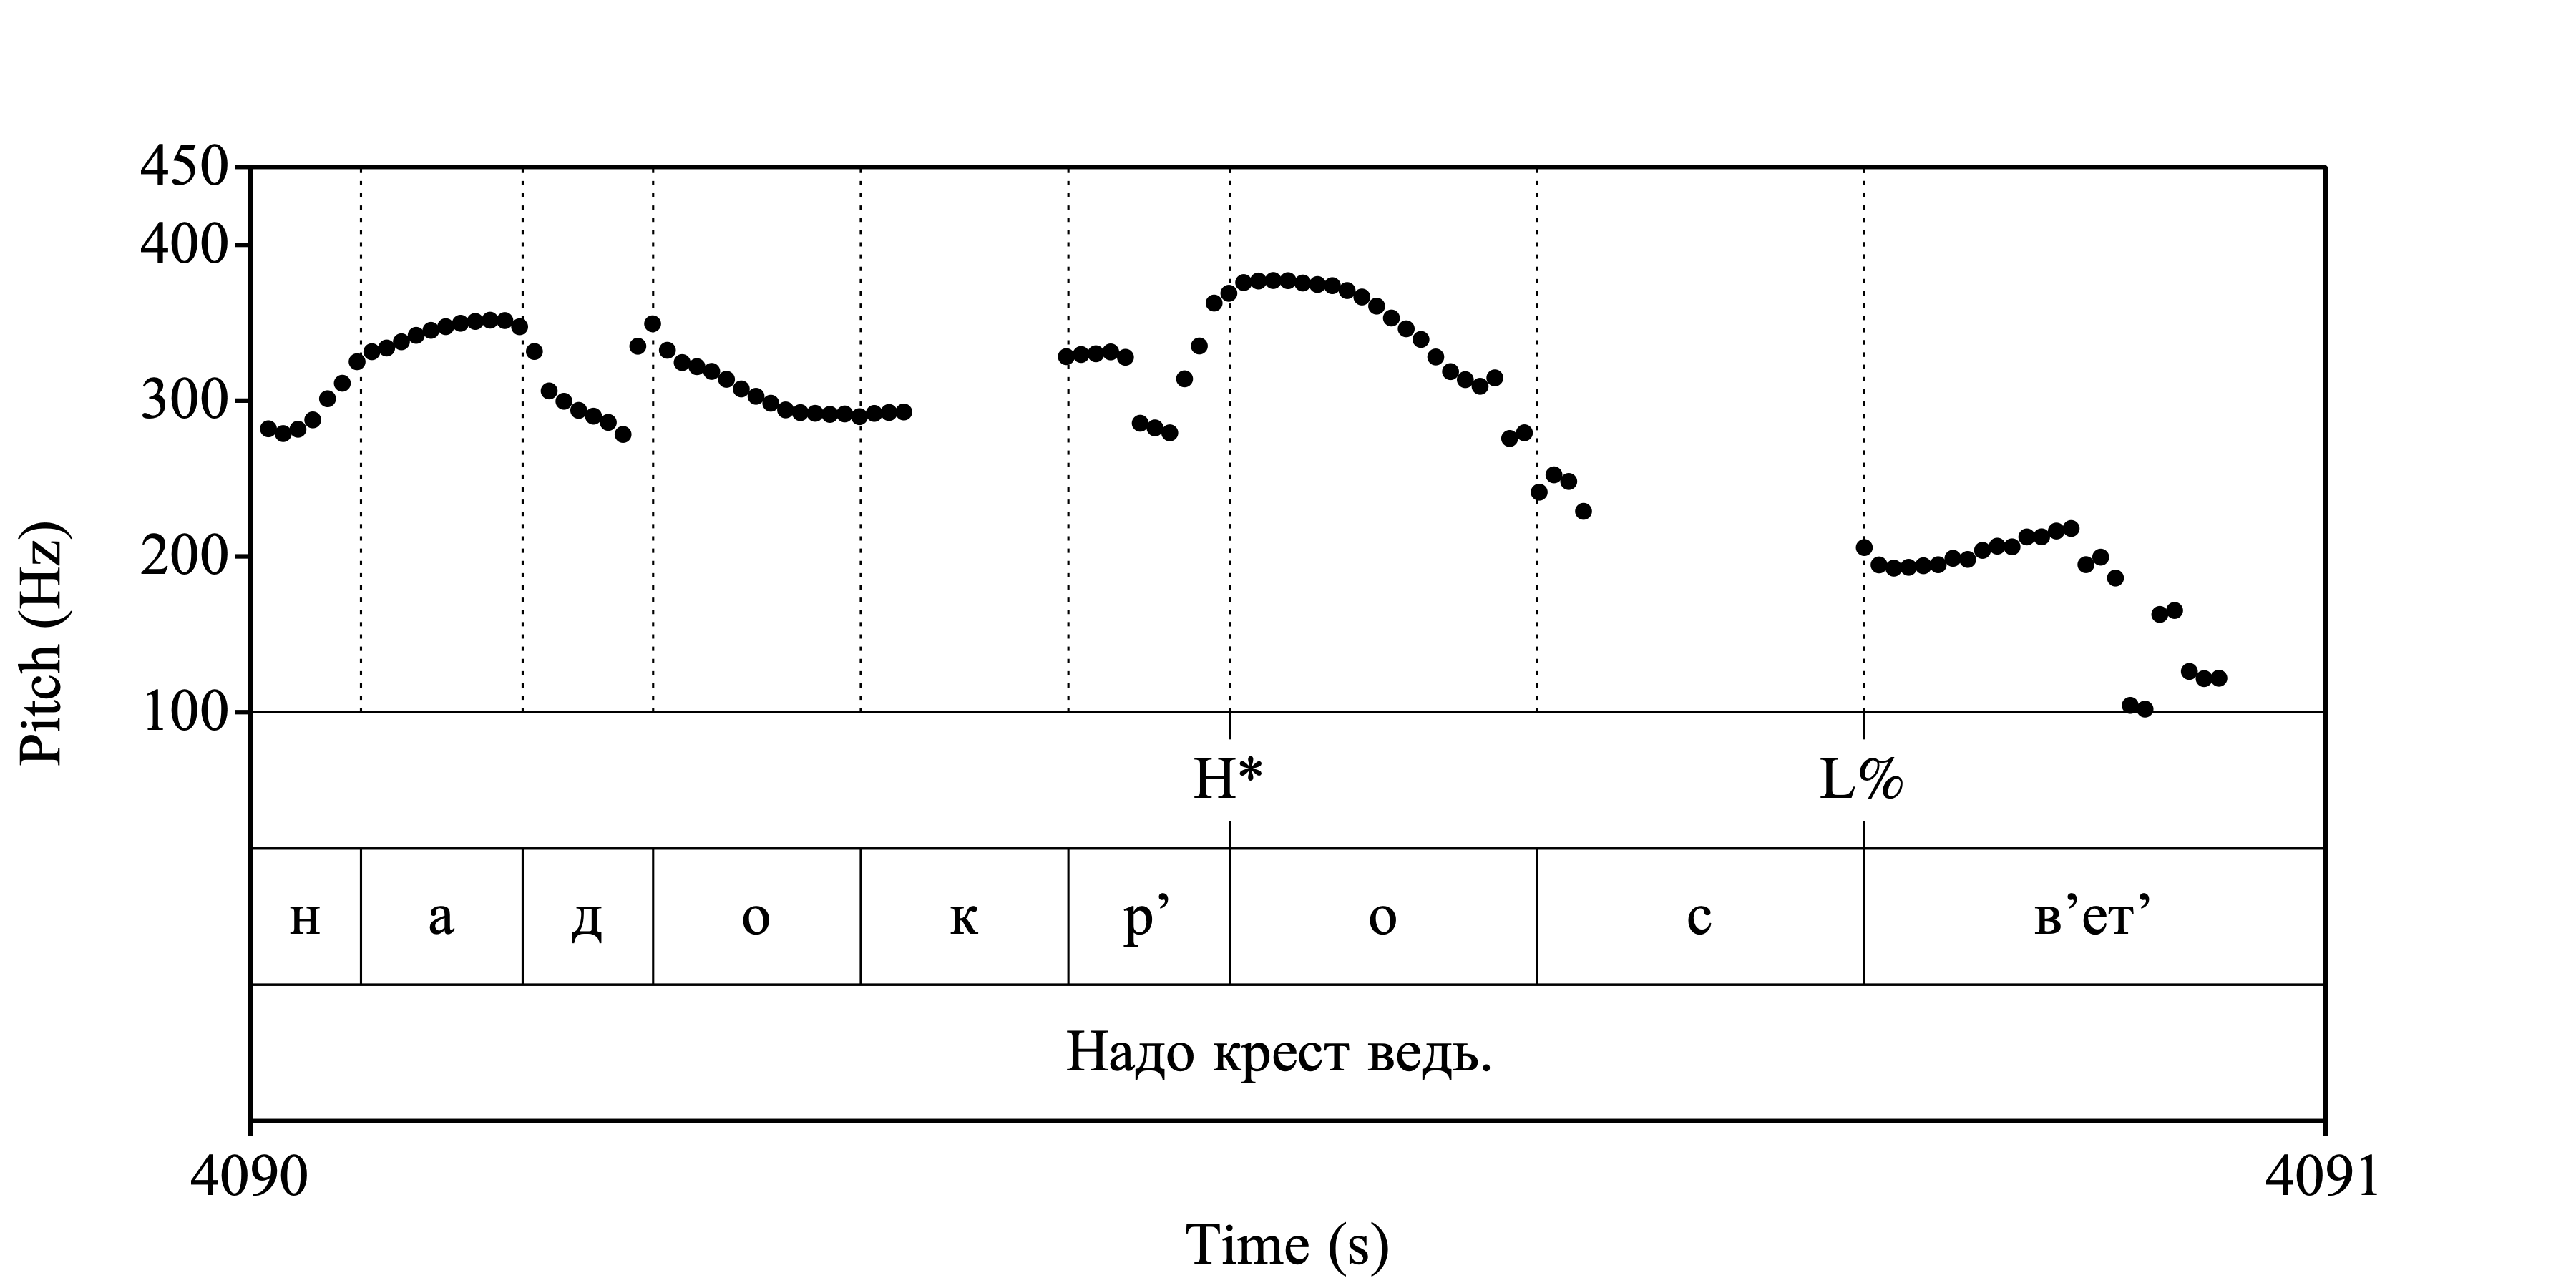 450
400
300
200
100
Pitch (Hz)
H* L%
н а д о к р’ о с в’ет’
Надо крест ведь.
4090 4091
Time (s)